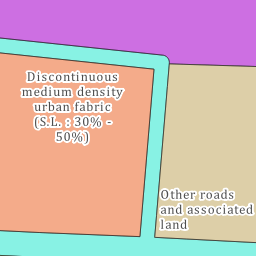 Discontinuous
medium density
urban fabric
(S.L. : 30% -
50%)
Other roads
and associated
land